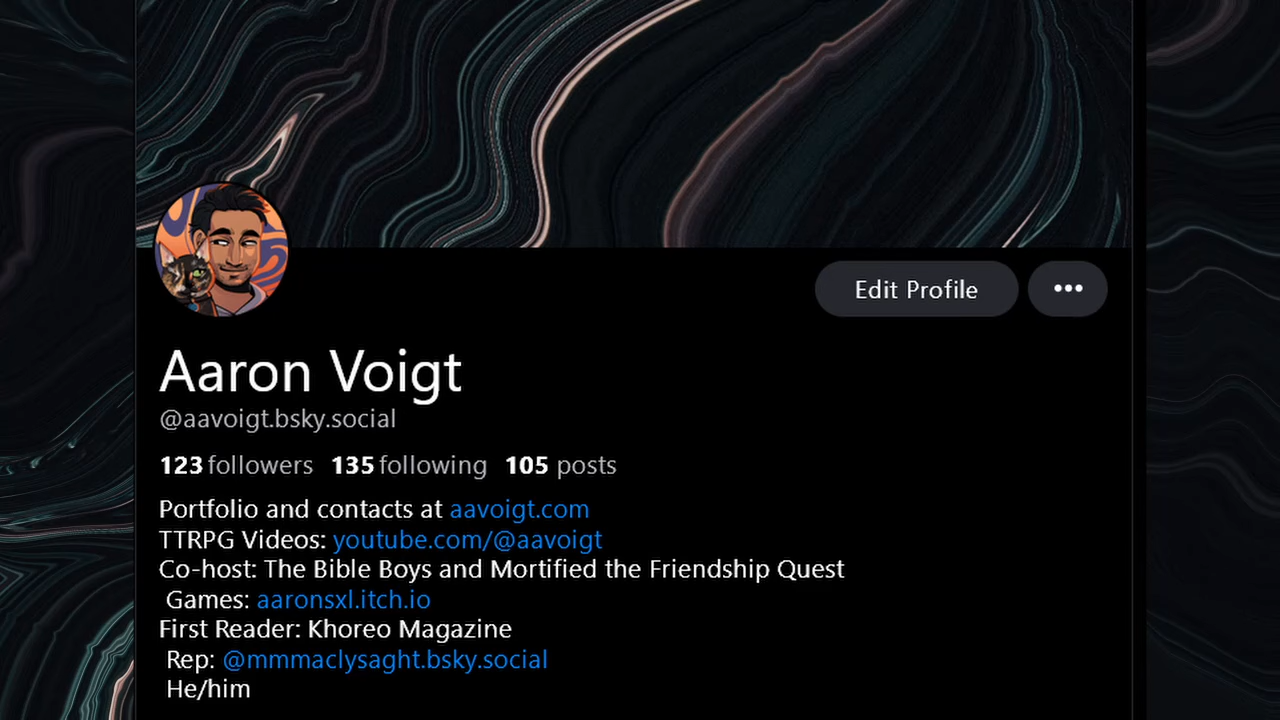 Edit Profile
Aaron Voigt
@aavoigt.bsky.social
123 followers 135 following 105 posts
Portfolio and contacts at aavoigt.com
TTRPG Videos: youtube.com/@aavoigt
Co-host: The Bible Boys and Mortified the Friendship Quest
Games: aaronsxl.itch.io
First Reader: Khoreo Magazine
Rep: @mmmaclysaght.bsky.social
He/him